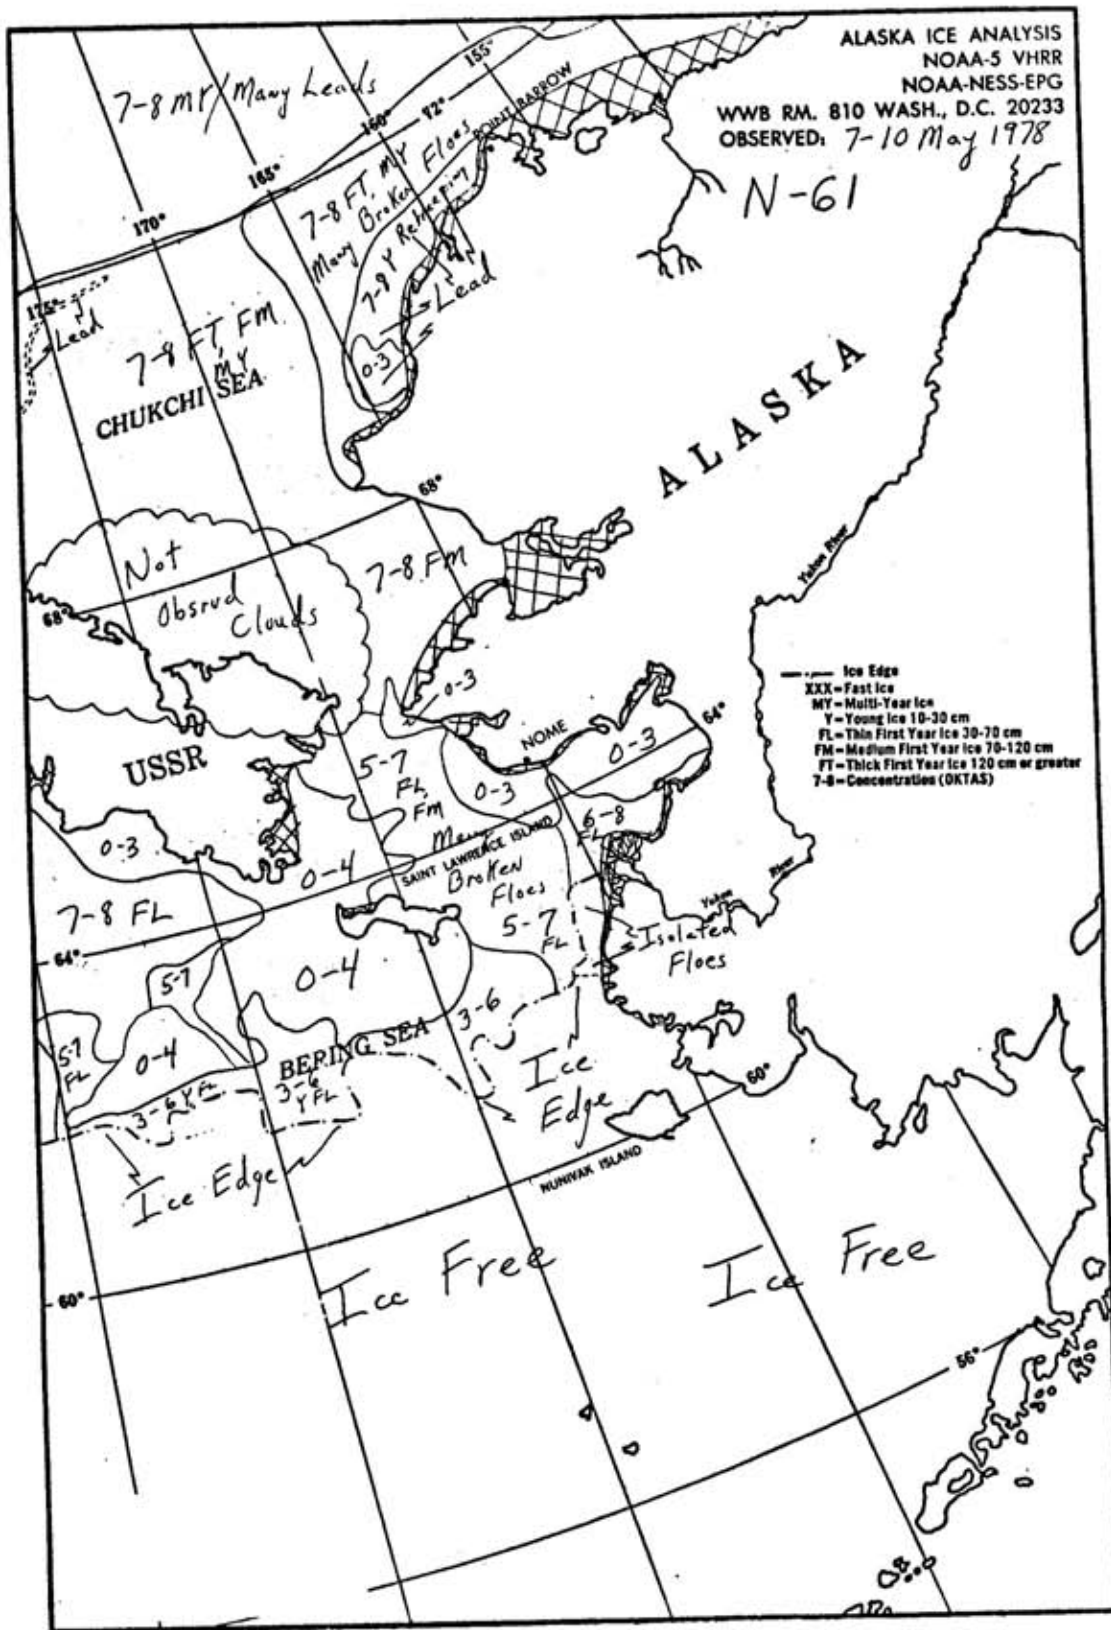 ALASKA ICE ANALYSIS
NOAA-5 VHRR
NOAA-NESS-EPG
WWB RM. 810 WASH., D.C. 20233
OBSERVED: 7-10 May 1978
N-61
7-8 MY/Many Leads
155°
POINT BARROW
72°
160°
165°
170°
175°
7-8 FT, MY
Many Broken Floes
7-8 Y Refreezing
Lead
Lead
0-3
7-8 FT, FM
MY
CHUKCHI SEA
ALASKA
68°
Not
Obsrvd
Clouds
68°
7-8 FM
Yukon River
Ice Edge
XXX=Fast Ice
MY=Multi-Year Ice
Y=Young Ice 10-30 cm
FL=Thin First Year Ice 30-70 cm
FM=Medium First Year Ice 70-120 cm
FT=Thick First Year Ice 120 cm or greater
7-8=Concentration (OKTAS)
0-3
NOME
64°
0-3
0-3
USSR
5-7
FL,
FM
6-8
FL
0-3
0-4
SAINT LAWRENCE ISLAND
Broken
Floes
Yukon River
7-8 FL
64°
5-7
FL
Isolated
Floes
5-7
0-4
5-7
FL
0-4
BERING SEA
3-6
Ice
Edge
3-6 Y FL
3-6
Y FL
60°
Ice Edge
NUNIVAK ISLAND
Ice Free
Ice Free
60°
56°